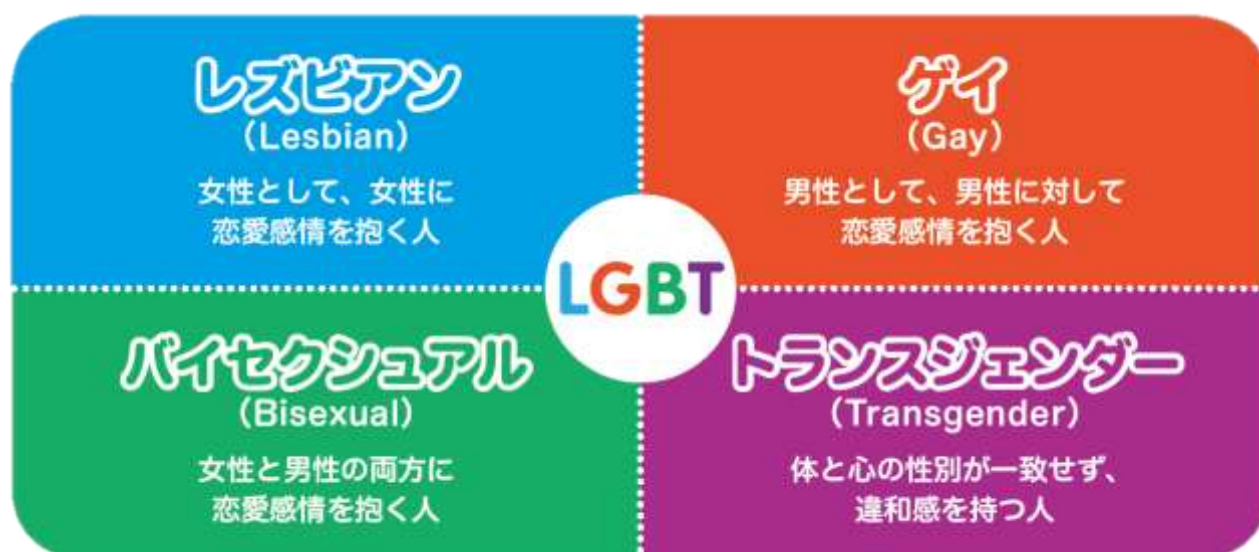 レズビアン
（Lesbian）
女性として、女性に
恋愛感情を抱く人
ゲイ
（Gay）
男性として、男性に対して
恋愛感情を抱く人
LGBT
バイセクシュアル
（Bisexual）
女性と男性の両方に
恋愛感情を抱く人
トランスジェンダー
（Transgender）
体と心の性別が一致せず、
違和感を持つ人